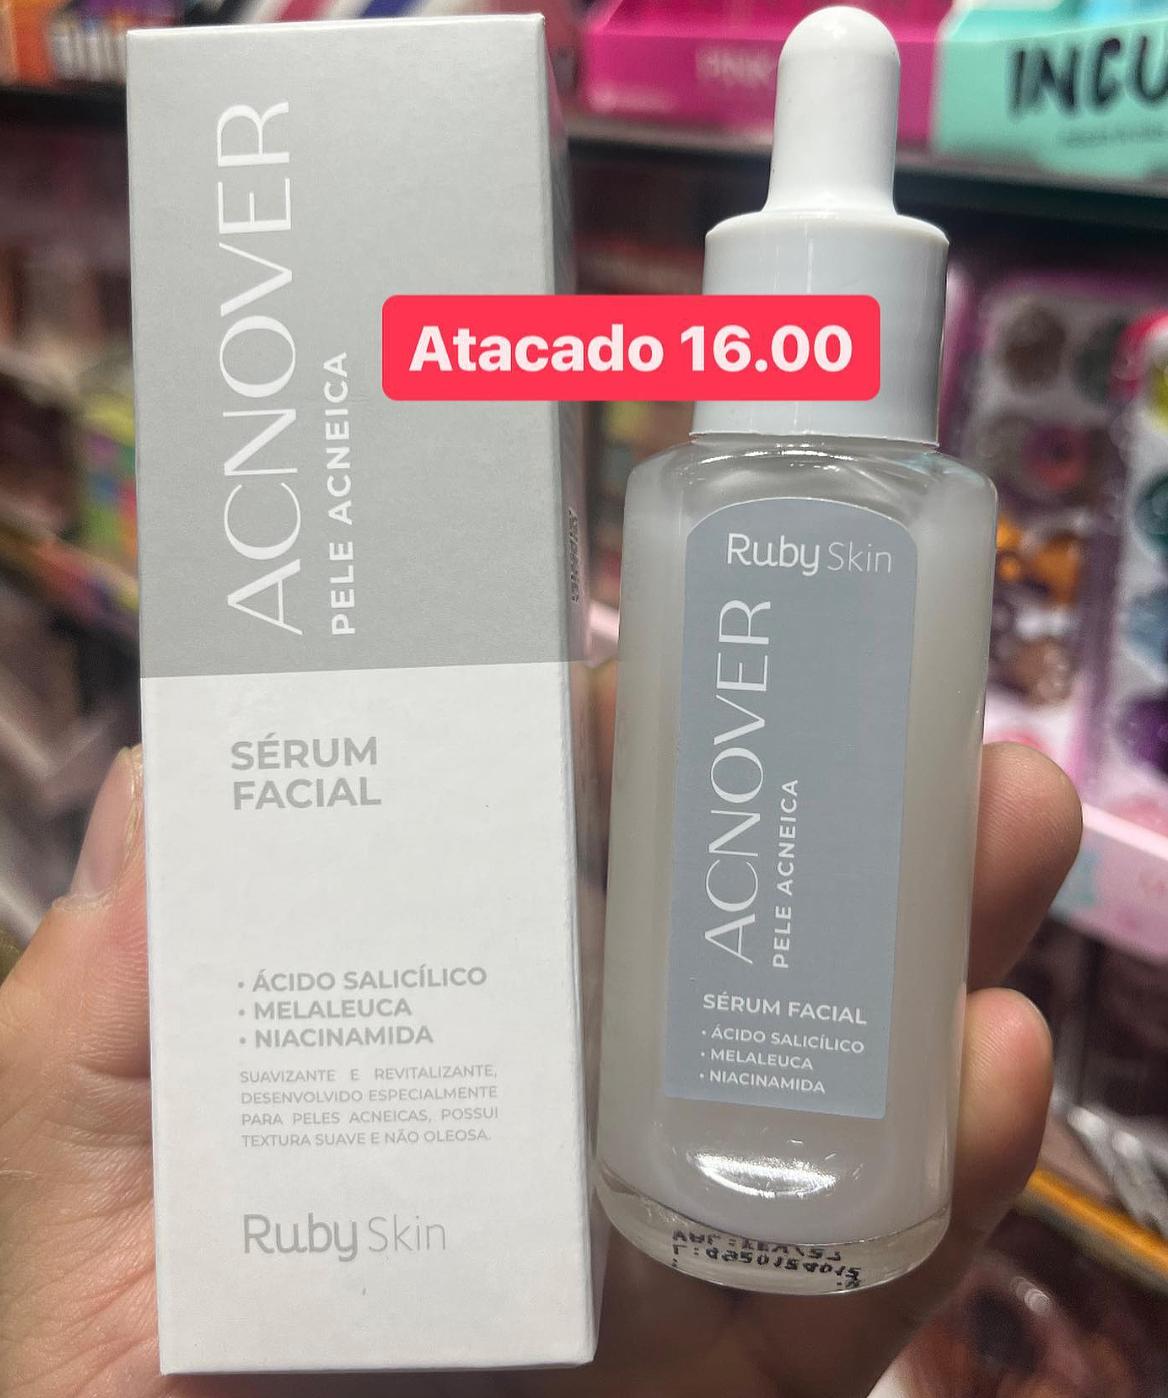 ACNOVER
PELE ACNEICA
SÉRUM
FACIAL
• ÁCIDO SALICÍLICO
• MELALEUCA
• NIACINAMIDA
SUAVIZANTE E REVITALIZANTE,
DESENVOLVIDO ESPECIALMENTE
PARA PELES ACNEICAS, POSSUI
TEXTURA SUAVE E NÃO OLEOSA.
Ruby Skin
Atacado 16.00
Ruby Skin
ACNOVER
PELE ACNEICA
SÉRUM FACIAL
• ÁCIDO SALICÍLICO
• MELALEUCA
• NIACINAMIDA